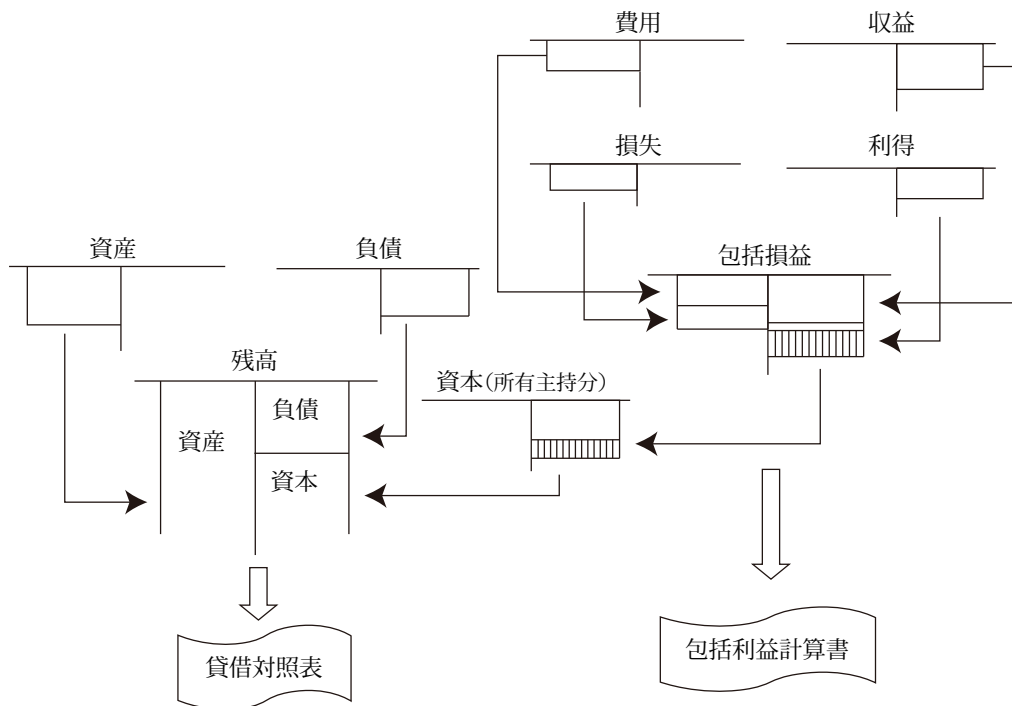 費用
収益
損失
利得
資産
負債
包括損益
残高
資本(所有主持分)
負債
資産
資本
貸借対照表
包括利益計算書